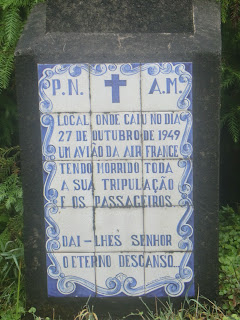 P.N. A.M.
LOCAL ONDE CAIU NO DIA
27 DE OUTUBRO DE 1949
UM AVIÃO DA AIR FRANCE
TENDO MORRIDO TODA
A SUA TRIPULAÇÃO
E OS PASSAGEIROS
DAI-LHES SENHOR
O ETERNO DESCANSO